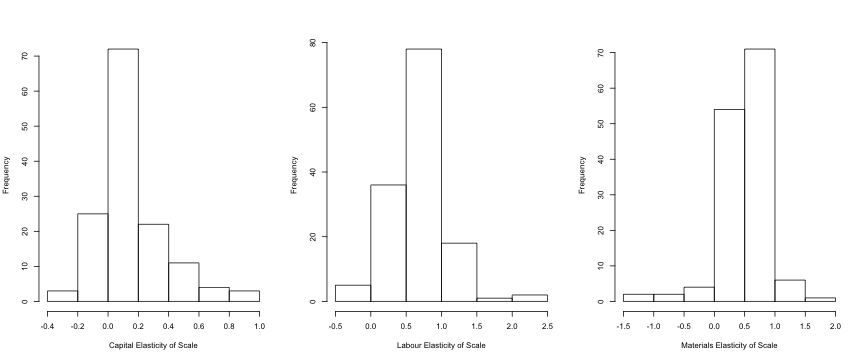 Frequency
70
60
50
40
30
20
10
0
-0.4 -0.2 0.0 0.2 0.4 0.6 0.8 1.0
Capital Elasticity of Scale
Frequency
80
60
40
20
0
-0.5 0.0 0.5 1.0 1.5 2.0 2.5
Labour Elasticity of Scale
Frequency
70
60
50
40
30
20
10
0
-1.5 -1.0 -0.5 0.0 0.5 1.0 1.5 2.0
Materials Elasticity of Scale